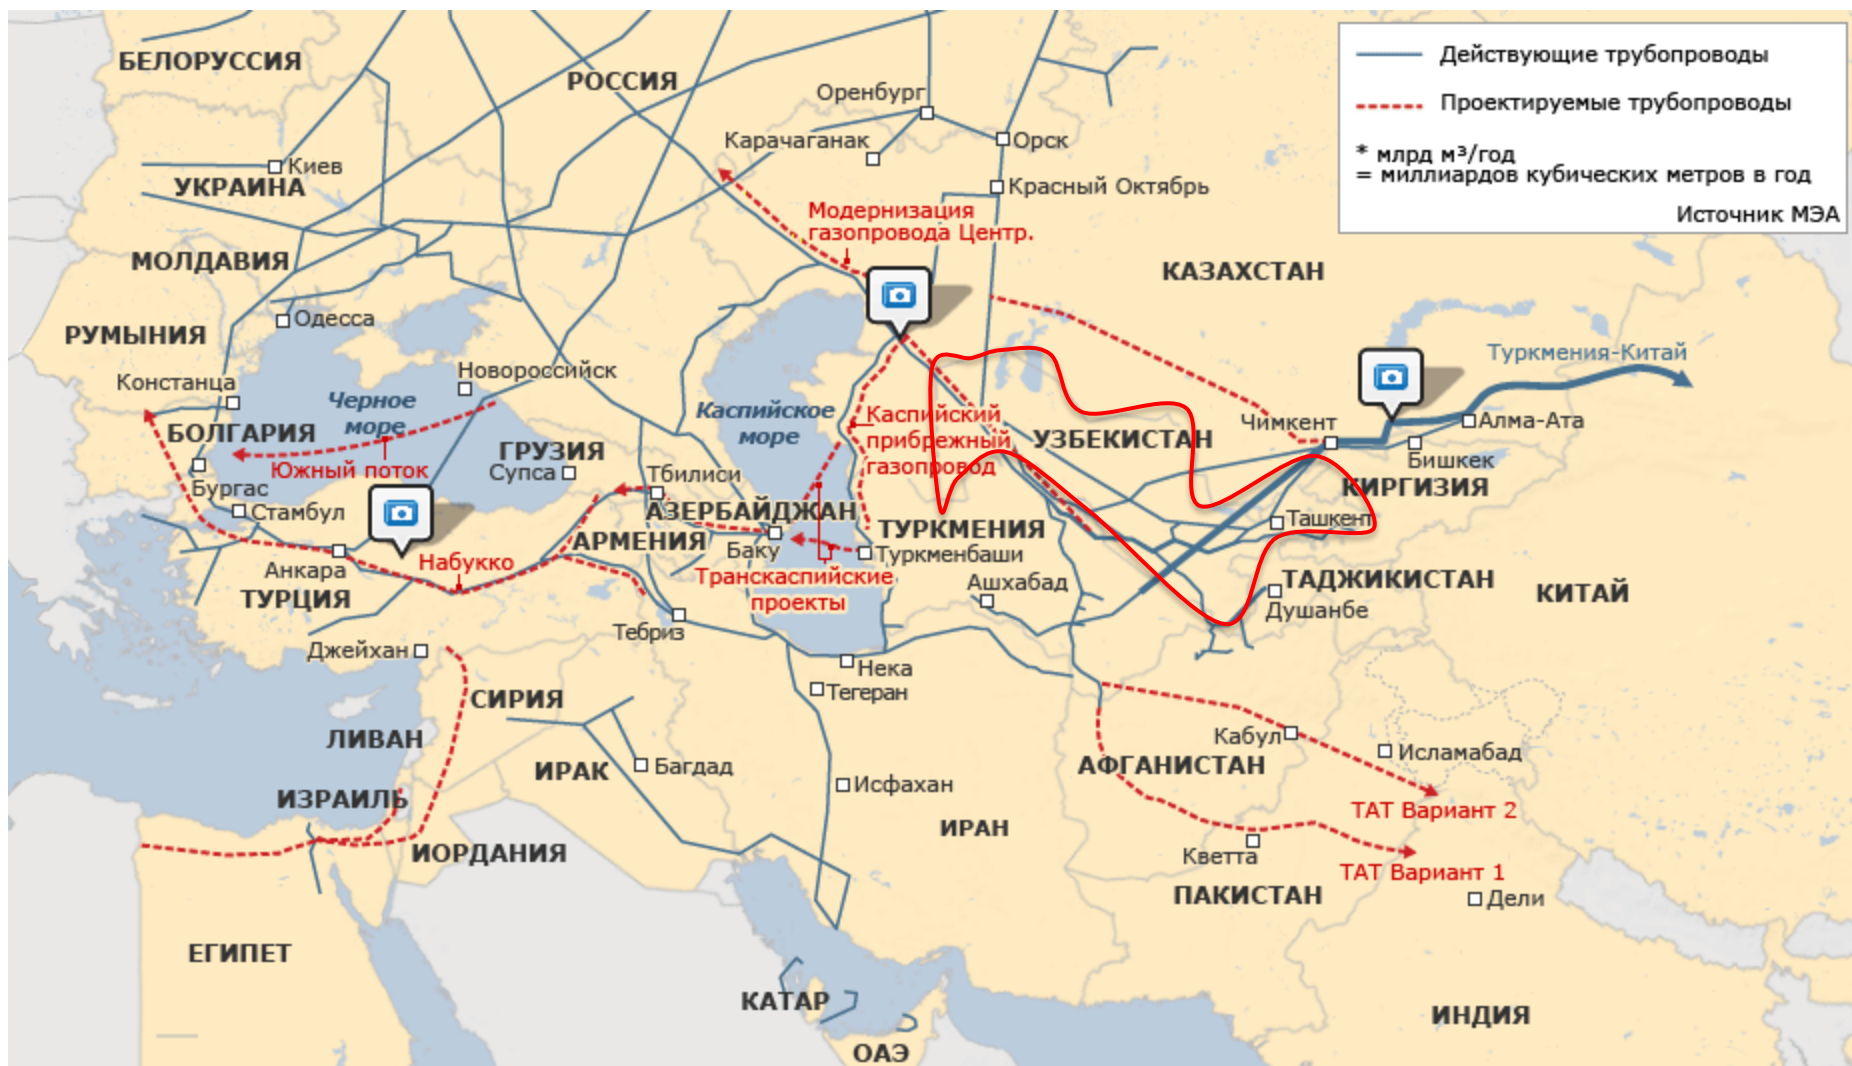 БЕЛОРУССИЯ
РОССИЯ
Действующие трубопроводы
Проектируемые трубопроводы
* млрд м³/год
= миллиардов кубических метров в год
Источник МЭА
Оренбург
Карачаганак
Орск
Киев
УКРАИНА
Красный Октябрь
Модернизация
газопровода Центр.
МОЛДАВИЯ
КАЗАХСТАН
Одесса
РУМЫНИЯ
Туркмения-Китай
Констанца
Новороссийск
Черное
море
Каспийское
море
Каспийский
прибрежный
газопровод
УЗБЕКИСТАН
Чимкент
Алма-Ата
БОЛГАРИЯ
ГРУЗИЯ
Южный поток
Супса
Тбилиси
Бишкек
КИРГИЗИЯ
Бургас
Стамбул
АЗЕРБАЙДЖАН
ТУРКМЕНИЯ
Ташкент
АРМЕНИЯ
Баку
Туркменбаши
Анкара
Набукко
Транскаспийские
проекты
Ашхабад
ТАДЖИКИСТАН
КИТАЙ
ТУРЦИЯ
Душанбе
Тебриз
Джейхан
Нека
Тегеран
СИРИЯ
ЛИВАН
Кабул
Исламабад
ИРАК
Багдад
АФГАНИСТАН
Исфахан
ИЗРАИЛЬ
ТАТ Вариант 2
ИРАН
ИОРДАНИЯ
Кветта
ТАТ Вариант 1
ПАКИСТАН
Дели
ЕГИПЕТ
КАТАР
ИНДИЯ
ОАЭ